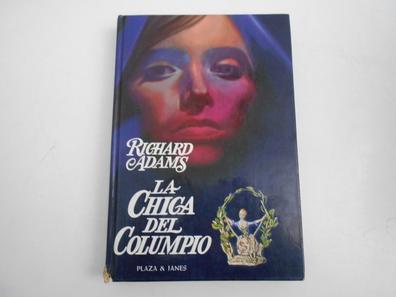 RICHARD
ADAMS
LA
CHICA
DEL
COLUMPIO
PLAZA & JANES